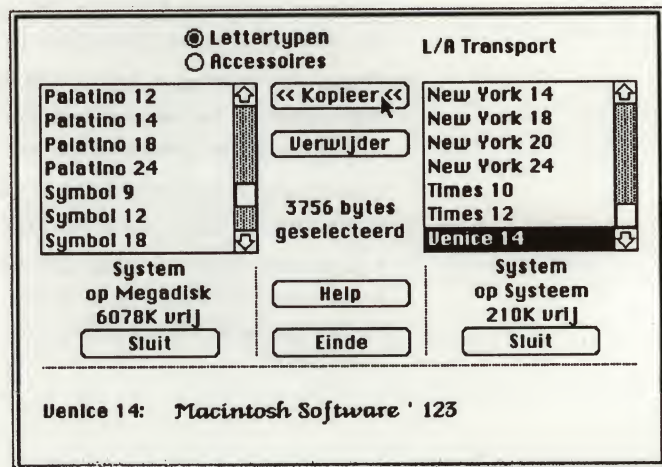 Lettertypen
Accessoires
L/A Transport
Palatino 12
Palatino 14
Palatino 18
Palatino 24
Symbol 9
Symbol 12
Symbol 18
<< Kopieer <<
Verwijder
3756 bytes
geselecteerd
New York 14
New York 18
New York 20
New York 24
Times 10
Times 12
Venice 14
System
op Megadisk
6078K vrij
Sluit
Help
Einde
System
op Systeem
210K vrij
Sluit
Venice 14: Macintosh Software ' 123